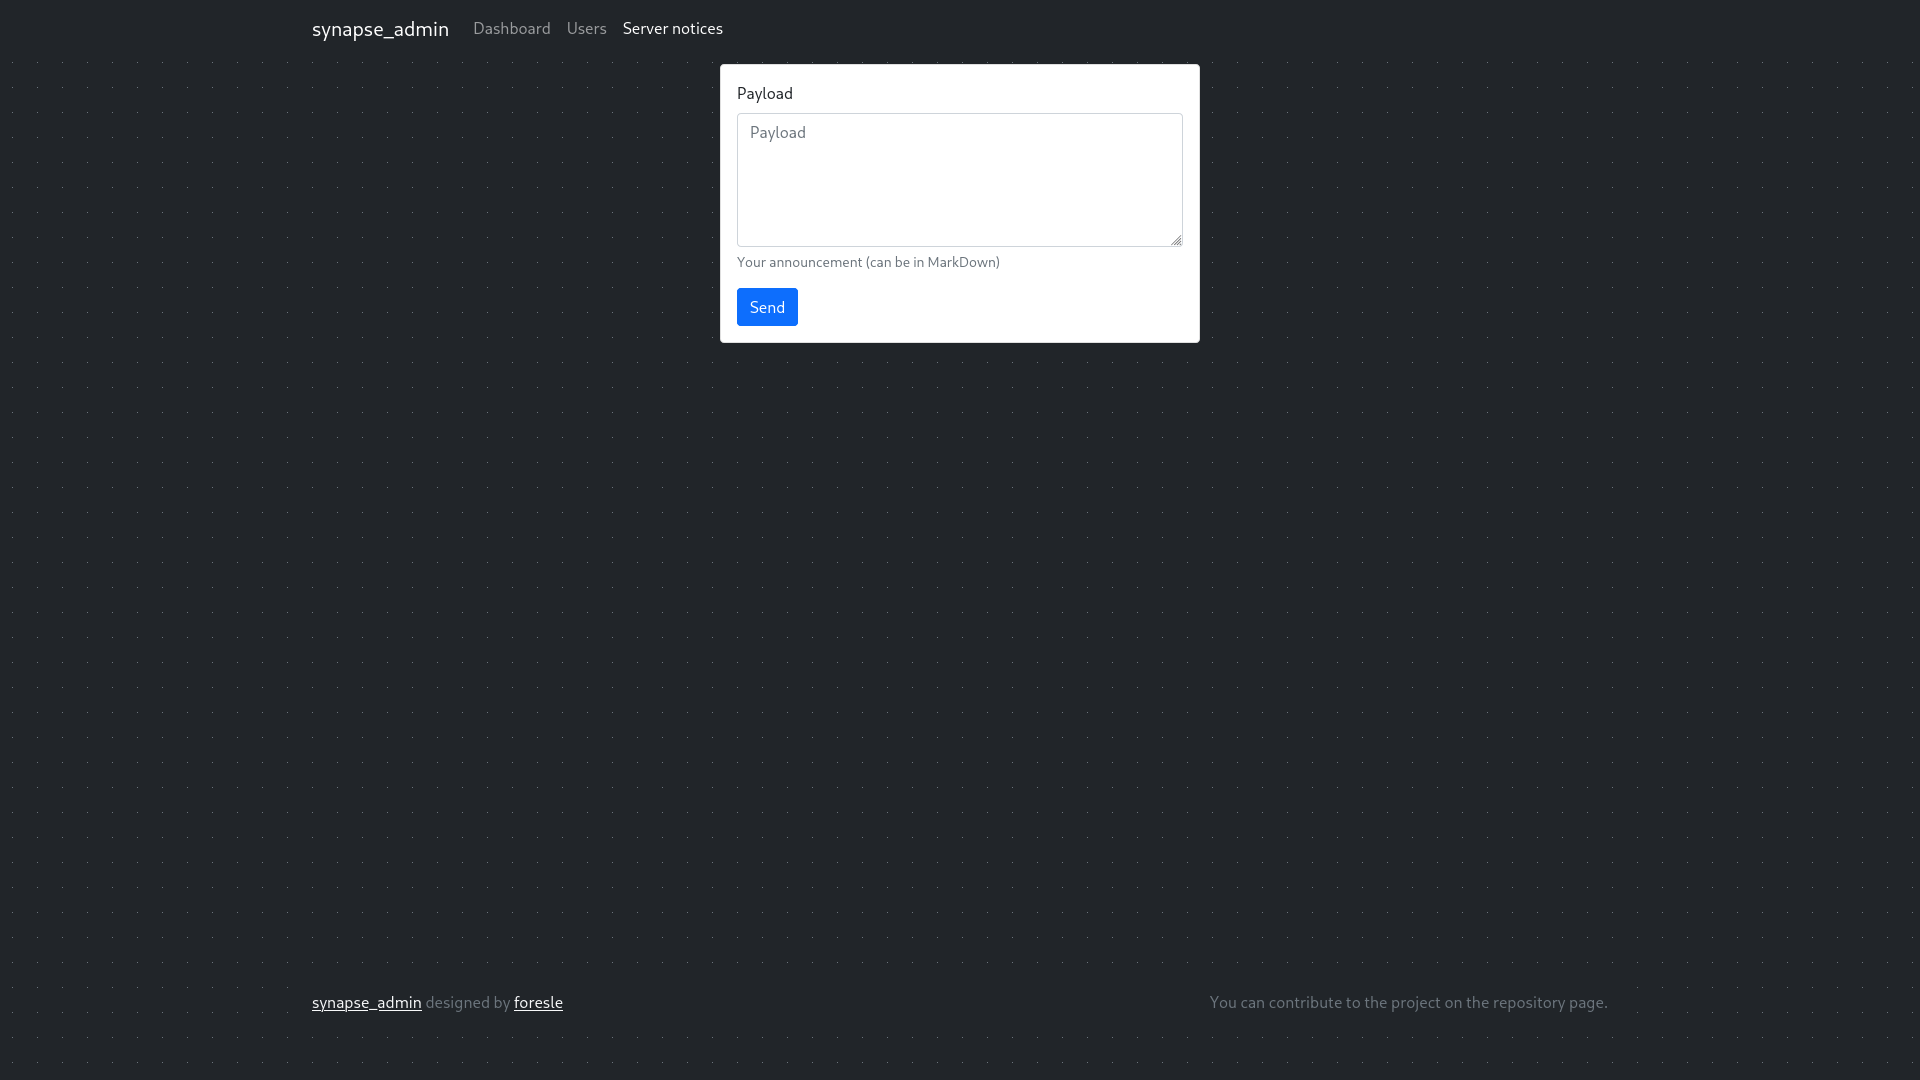 synapse_admin Dashboard Users Server notices
Payload
Payload
Your announcement (can be in MarkDown)
Send
synapse_admin designed by foresle
You can contribute to the project on the repository page.